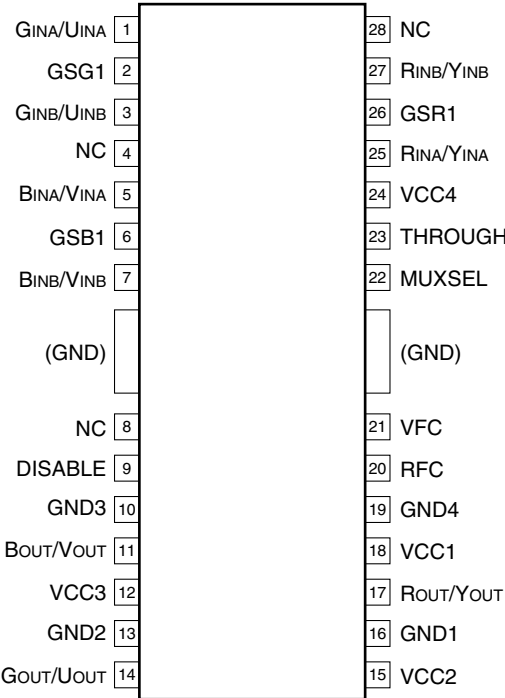 GINA/UINA 1 28 NC
GSG1 2 27 RINB/YINB
GINB/UINB 3 26 GSR1
NC 4 25 RINA/YINA
BINA/VINA 5 24 VCC4
GSB1 6 23 THROUGH
BINB/VINB 7 22 MUXSEL
(GND) (GND)
NC 8 21 VFC
DISABLE 9 20 RFC
GND3 10 19 GND4
BOUT/VOUT 11 18 VCC1
VCC3 12 17 ROUT/YOUT
GND2 13 16 GND1
GOUT/UOUT 14 15 VCC2